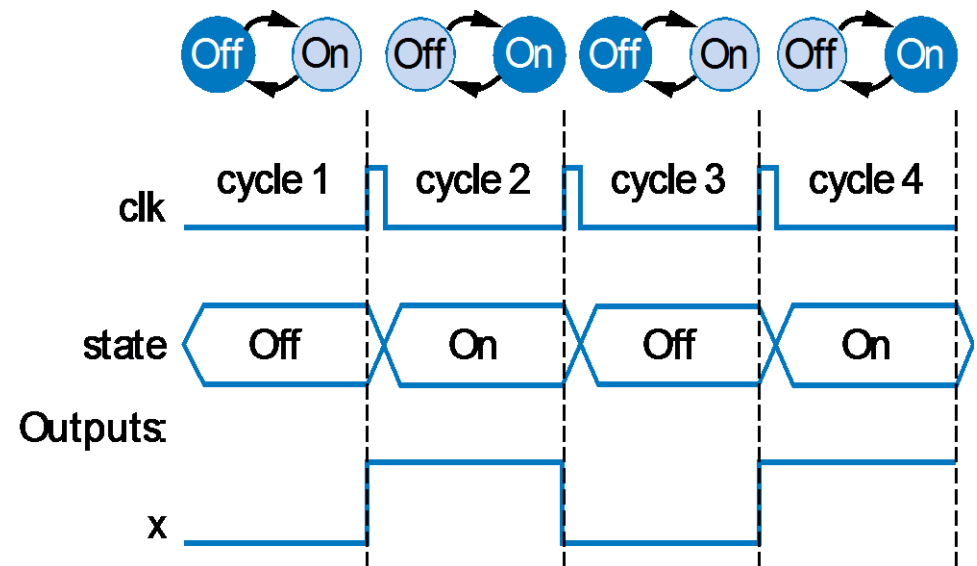 Off On Off On Off On Off On
cycle 1 cycle 2 cycle 3 cycle 4
clk
state Off On Off On
Outputs:
x